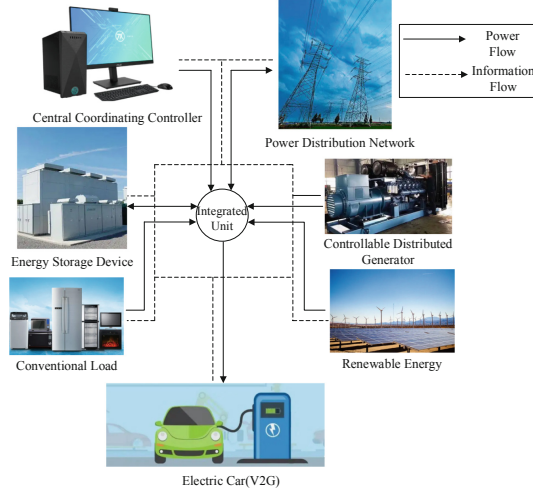 Power
Flow
Information
Flow
Central Coordinating Controller
Power Distribution Network
Integrated
Unit
Energy Storage Device
Controllable Distributed
Generator
Conventional Load
Renewable Energy
Electric Car(V2G)